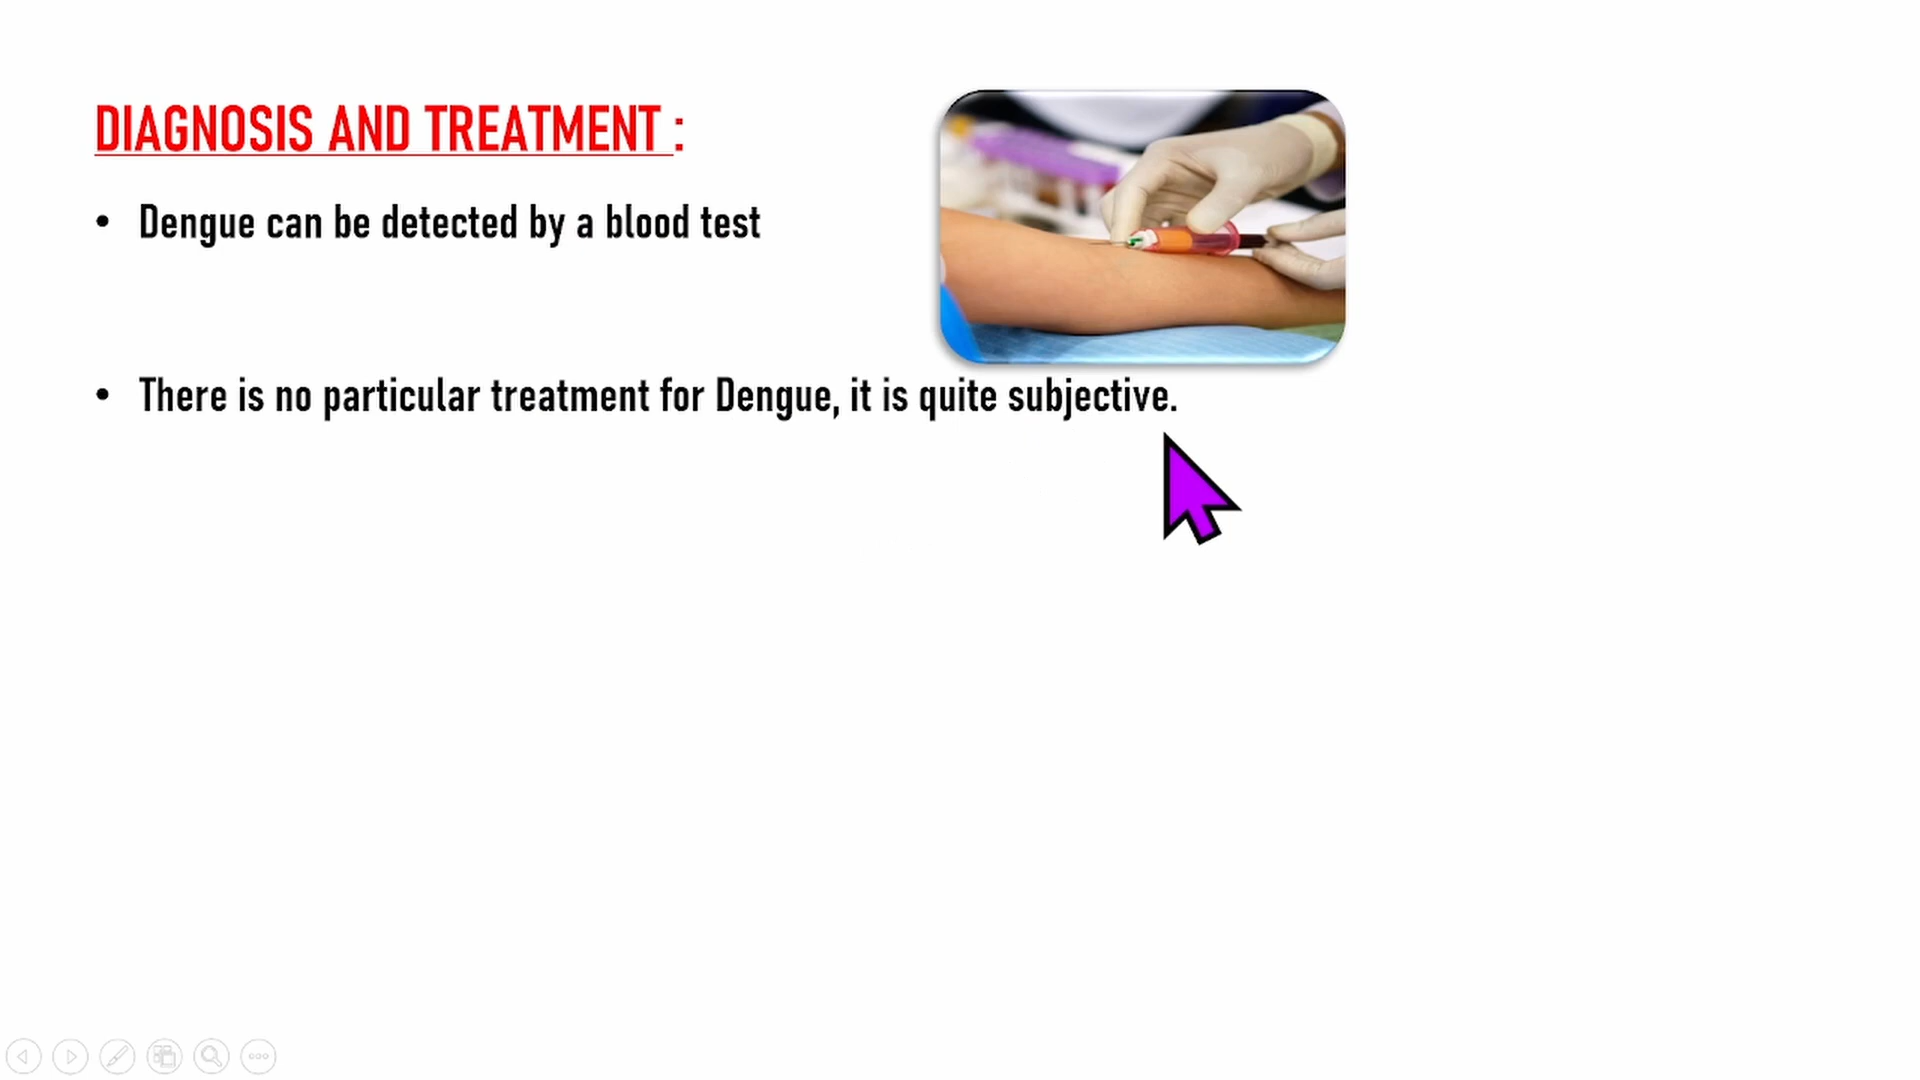 DIAGNOSIS AND TREATMENT :
• Dengue can be detected by a blood test
• There is no particular treatment for Dengue, it is quite subjective.